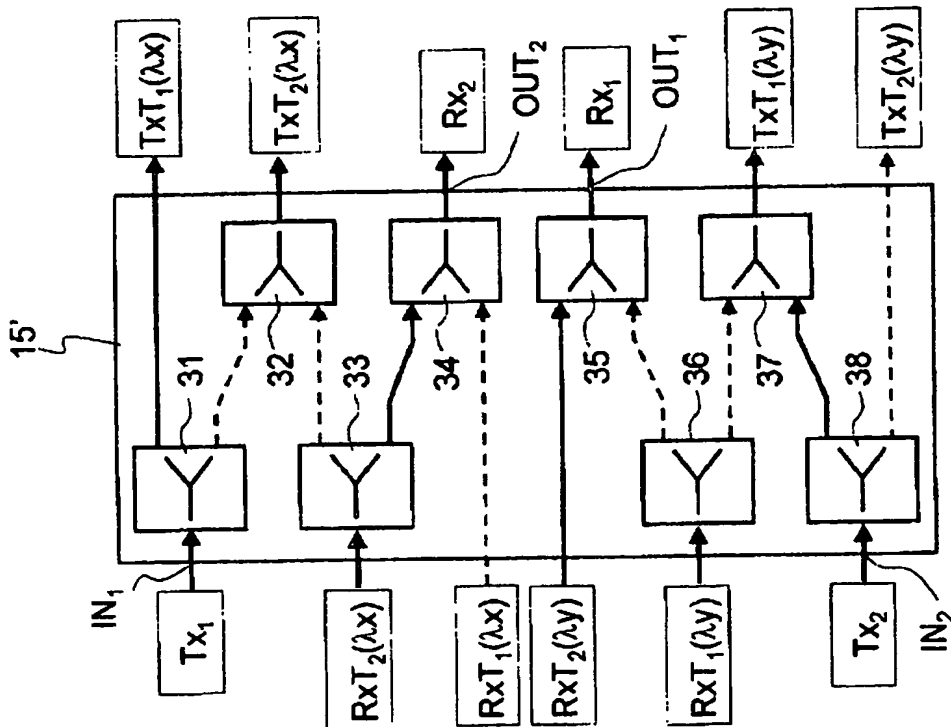 15'
IN₁
Tx₁
RxT₂(λx)
RxT₁(λx)
RxT₂(λy)
RxT₁(λy)
Tx₂
IN₂
31
32
33
34
35
36
37
38
TxT₁(λx)
TxT₂(λx)
Rx₂
OUT₂
Rx₁
OUT₁
TxT₁(λy)
TxT₂(λy)